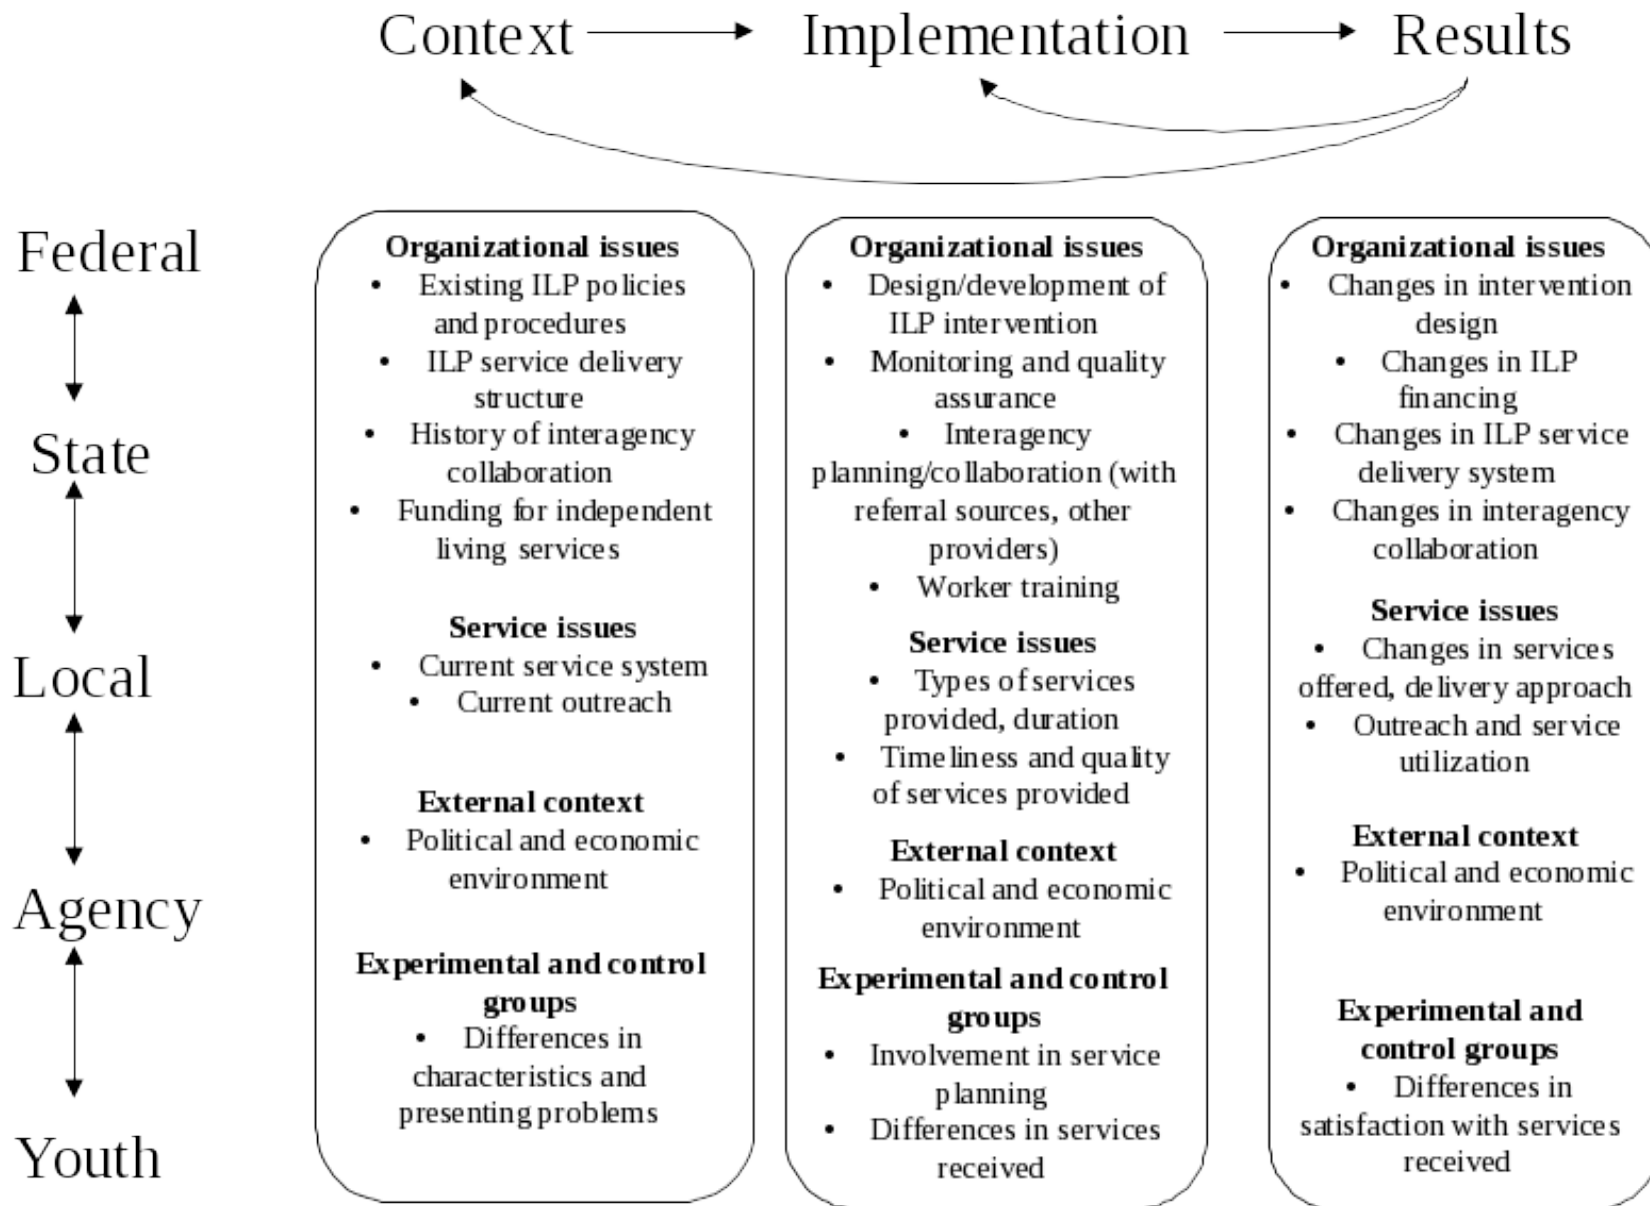 Context
Implementation
Results
Federal
State
Local
Agency
Youth
Organizational issues
• Existing ILP policies
and procedures
• ILP service delivery
structure
• History of interagency
collaboration
• Funding for independent
living services
Service issues
• Current service system
• Current outreach
External context
• Political and economic
environment
Experimental and control
groups
• Differences in
characteristics and
presenting problems
Organizational issues
• Design/development of
ILP intervention
• Monitoring and quality
assurance
• Interagency
planning/collaboration (with
referral sources, other
providers)
• Worker training
Service issues
• Types of services
provided, duration
• Timeliness and quality
of services provided
External context
• Political and economic
environment
Experimental and control
groups
• Involvement in service
planning
• Differences in services
received
Organizational issues
• Changes in intervention
design
• Changes in ILP
financing
• Changes in ILP service
delivery system
• Changes in interagency
collaboration
Service issues
• Changes in services
offered, delivery approach
• Outreach and service
utilization
External context
• Political and economic
environment
Experimental and
control groups
• Differences in
satisfaction with services
received